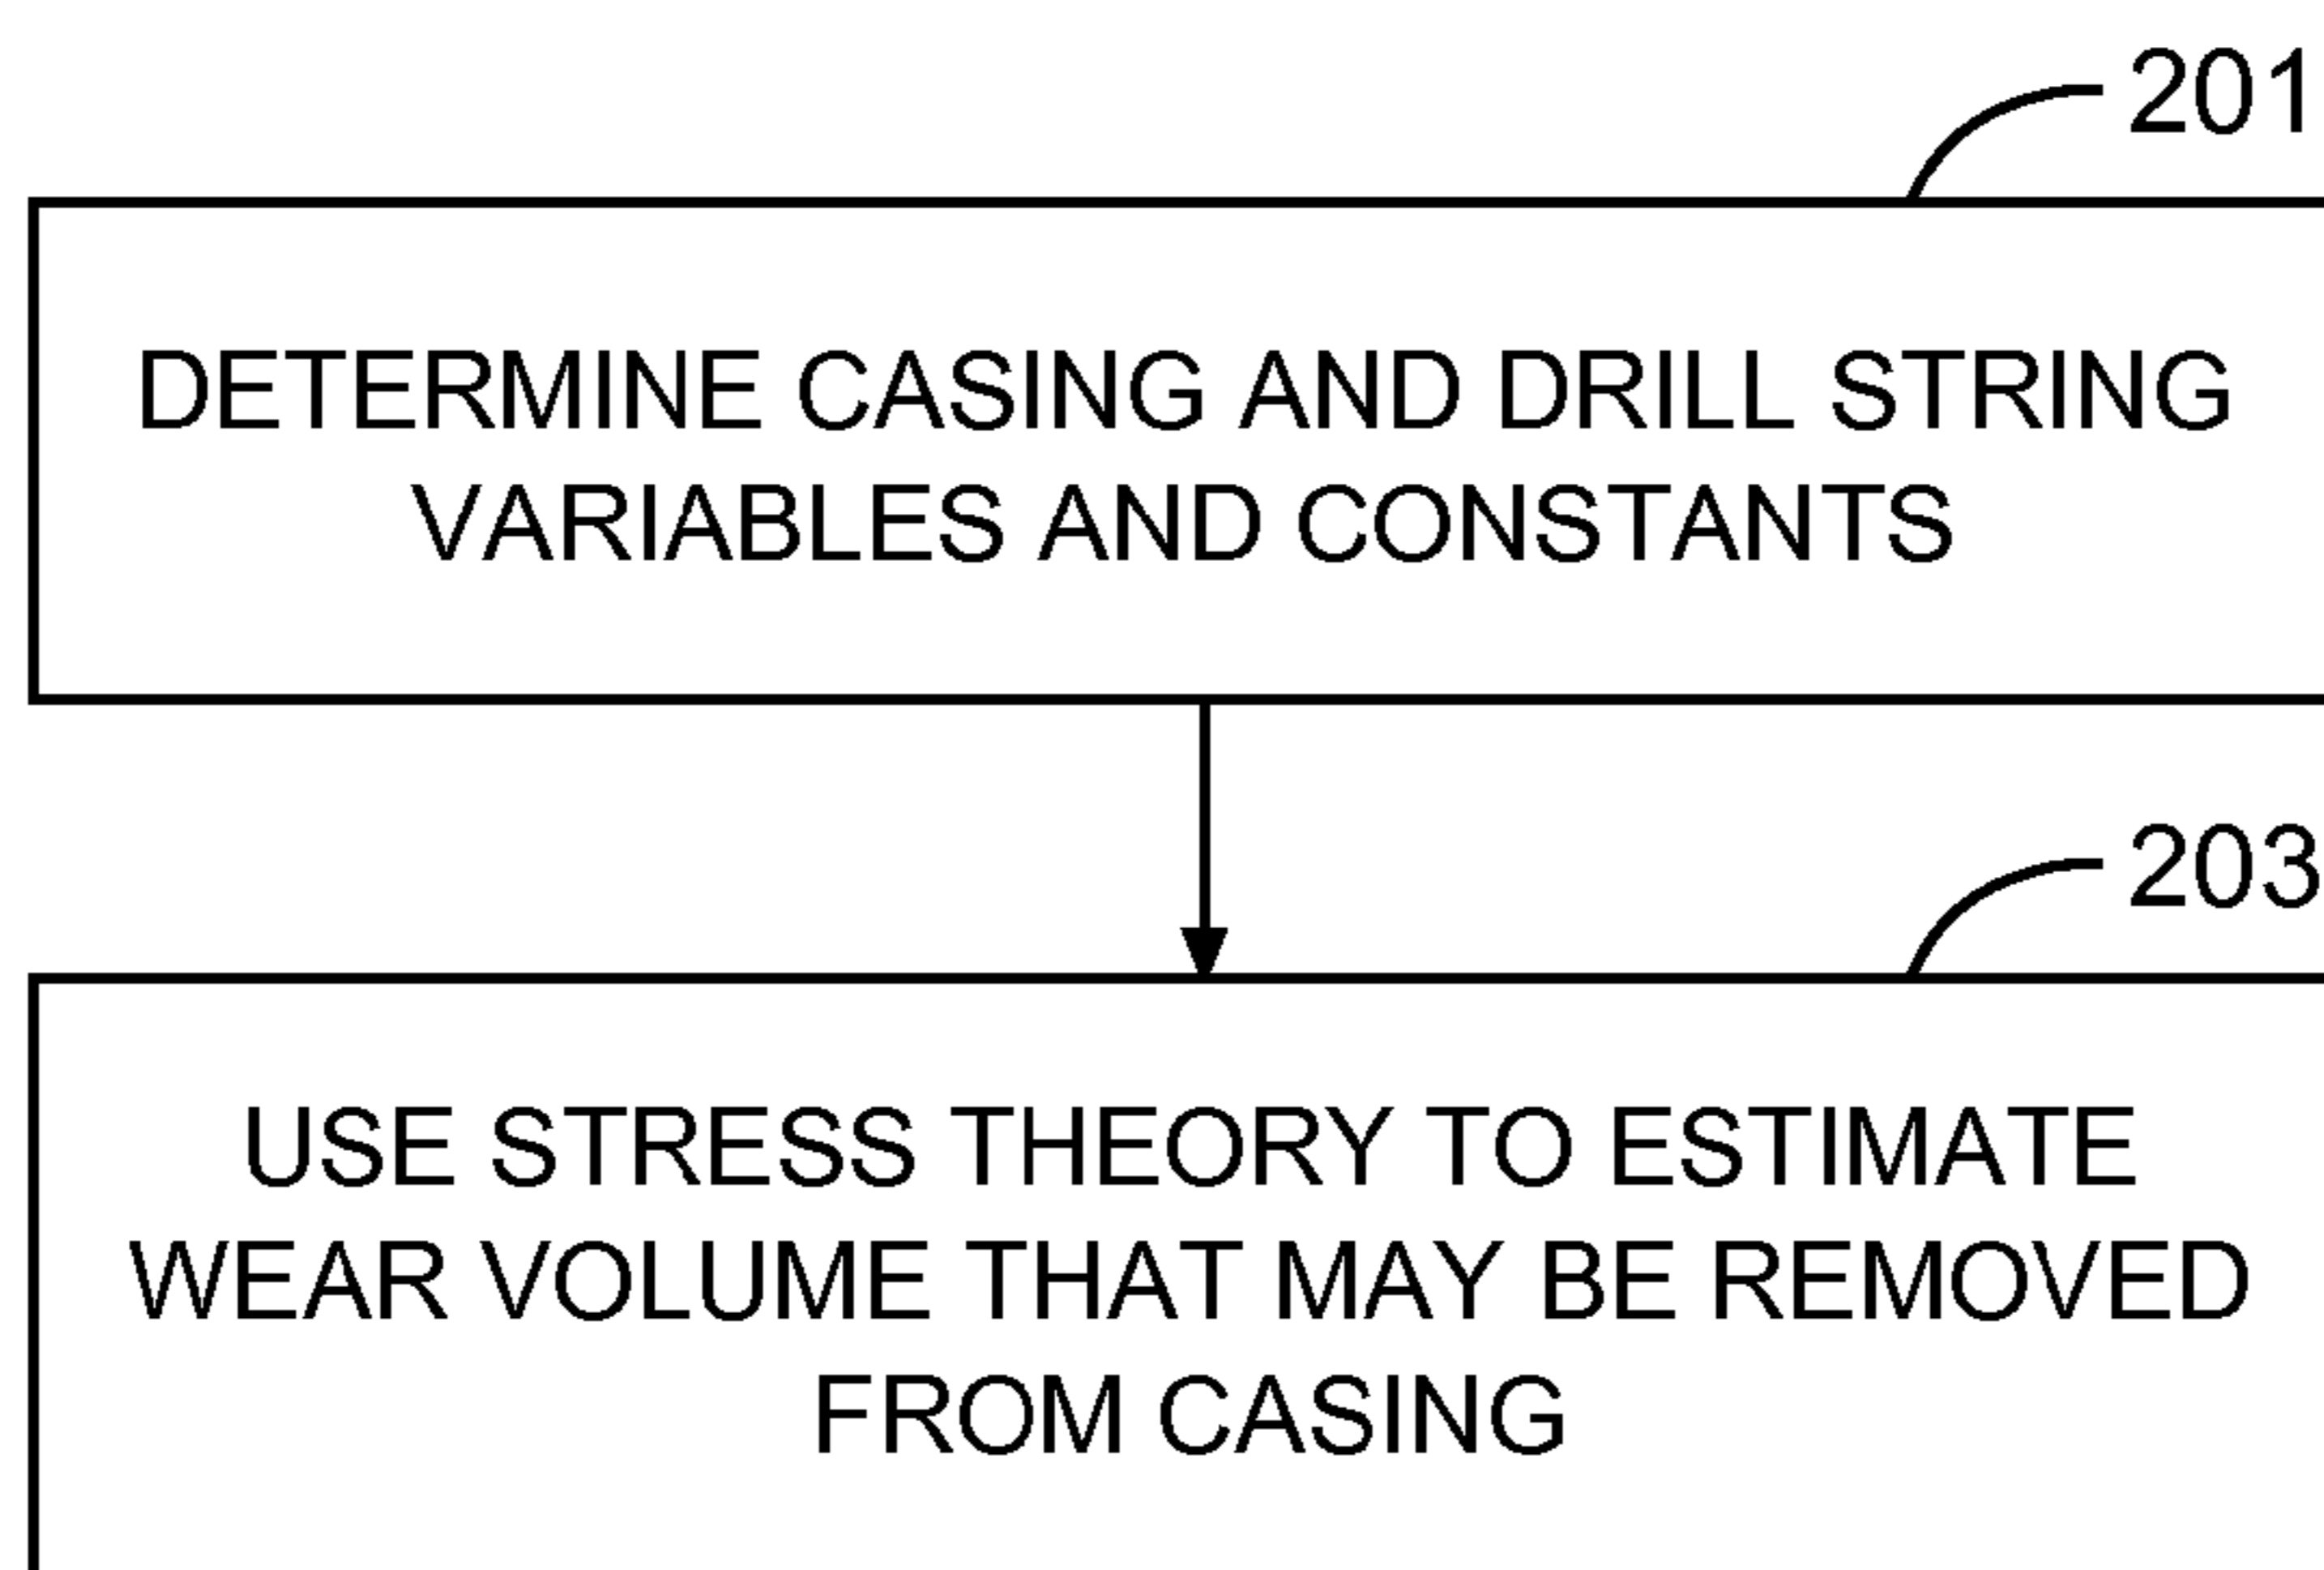 201
DETERMINE CASING AND DRILL STRING
VARIABLES AND CONSTANTS
203
USE STRESS THEORY TO ESTIMATE
WEAR VOLUME THAT MAY BE REMOVED
FROM CASING